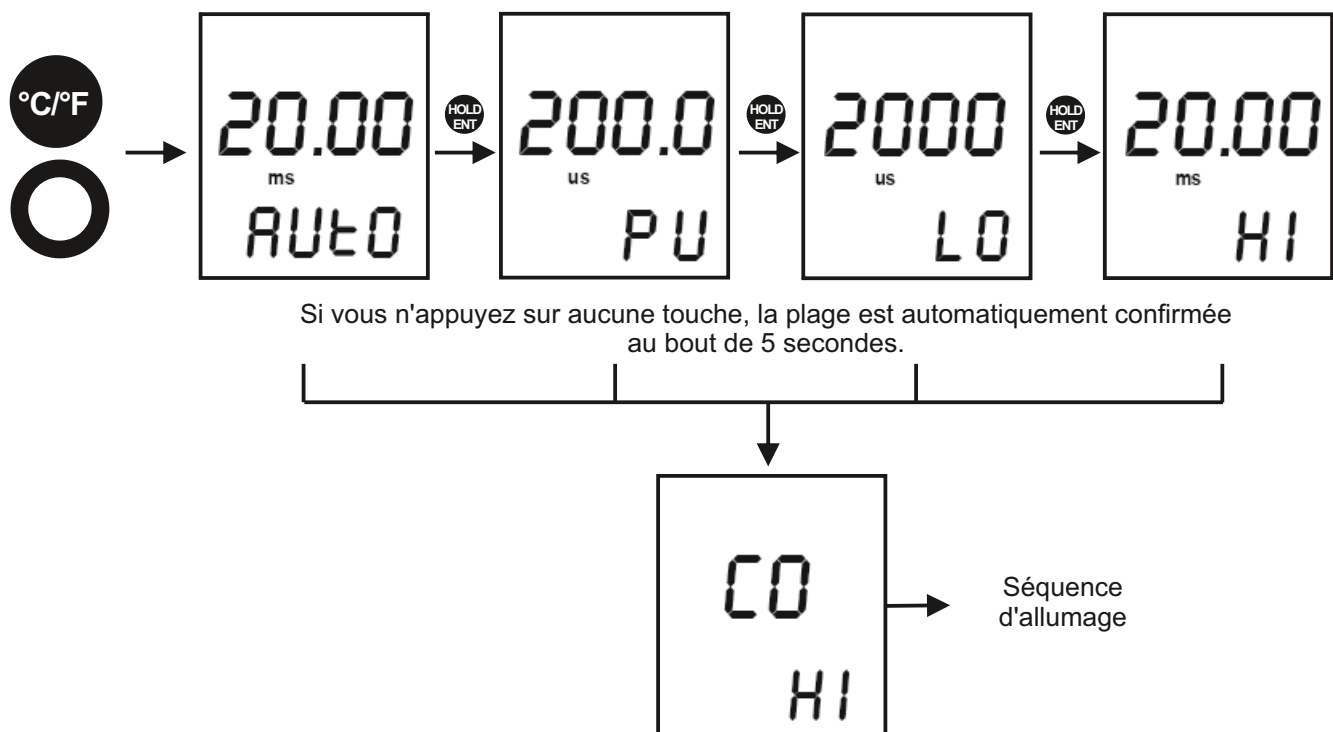 °C/°F
20.00
ms
AUtO
HOLD
ENT
200.0
us
PU
HOLD
ENT
2000
us
LO
HOLD
ENT
20.00
ms
HI
Si vous n'appuyez sur aucune touche, la plage est automatiquement confirmée
au bout de 5 secondes.
CO
HI
Séquence
d'allumage